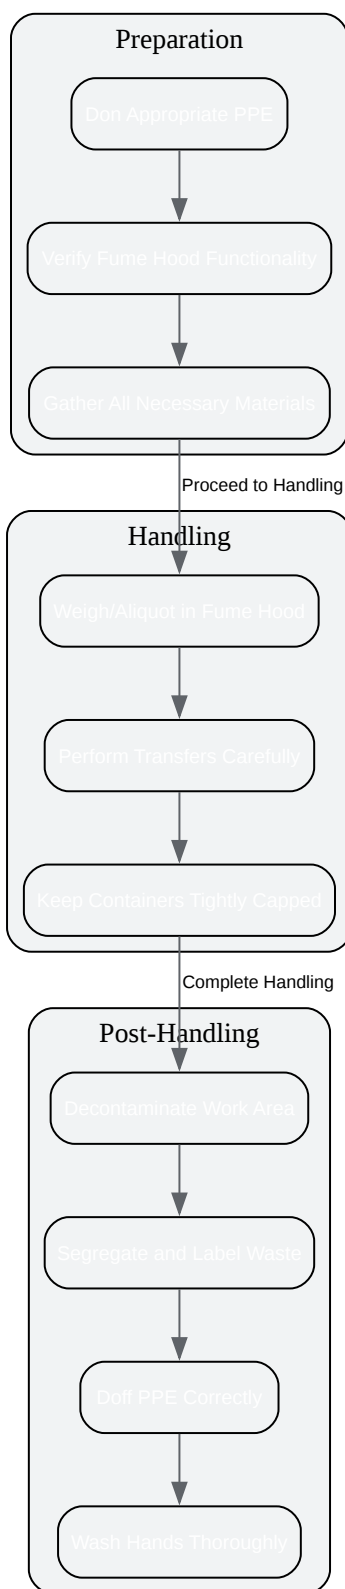 Preparation
Don Appropriate PPE
Verify Fume Hood Functionality
Gather All Necessary Materials
Proceed to Handling
Handling
Weigh/Aliquot in Fume Hood
Perform Transfers Carefully
Keep Containers Tightly Capped
Complete Handling
Post-Handling
Decontaminate Work Area
Segregate and Label Waste
Doff PPE Correctly
Wash Hands Thoroughly